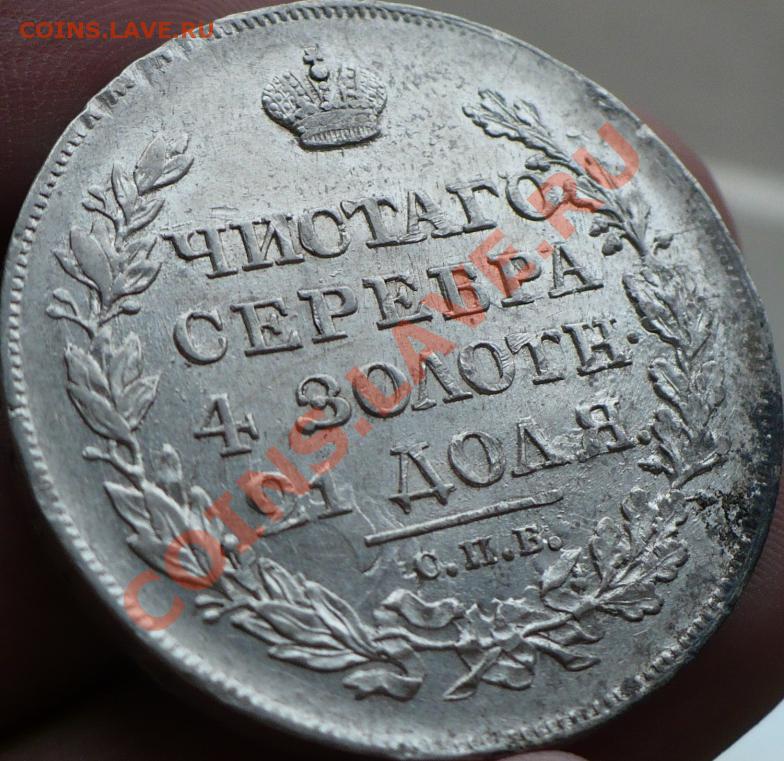 COINS.LAVE.RU
ЧИСТАГО
СЕРЕБРА
4 ЗОЛОТН.
21 ДОЛЯ.
С.П.Б.
COINS.LAVE.RU